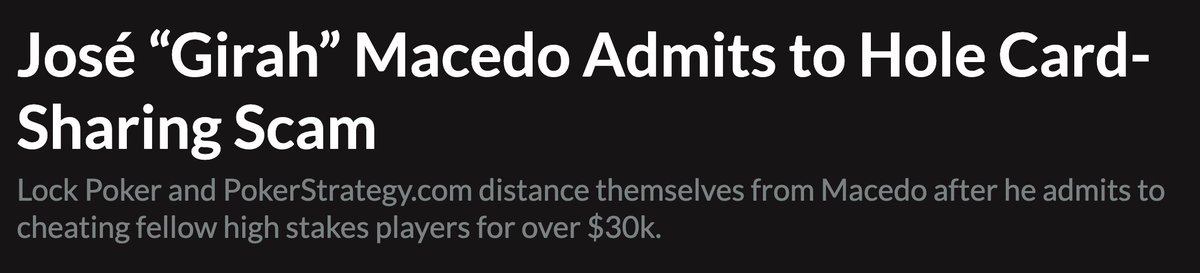 José “Girah” Macedo Admits to Hole Card-
Sharing Scam
Lock Poker and PokerStrategy.com distance themselves from Macedo after he admits to
cheating fellow high stakes players for over $30k.